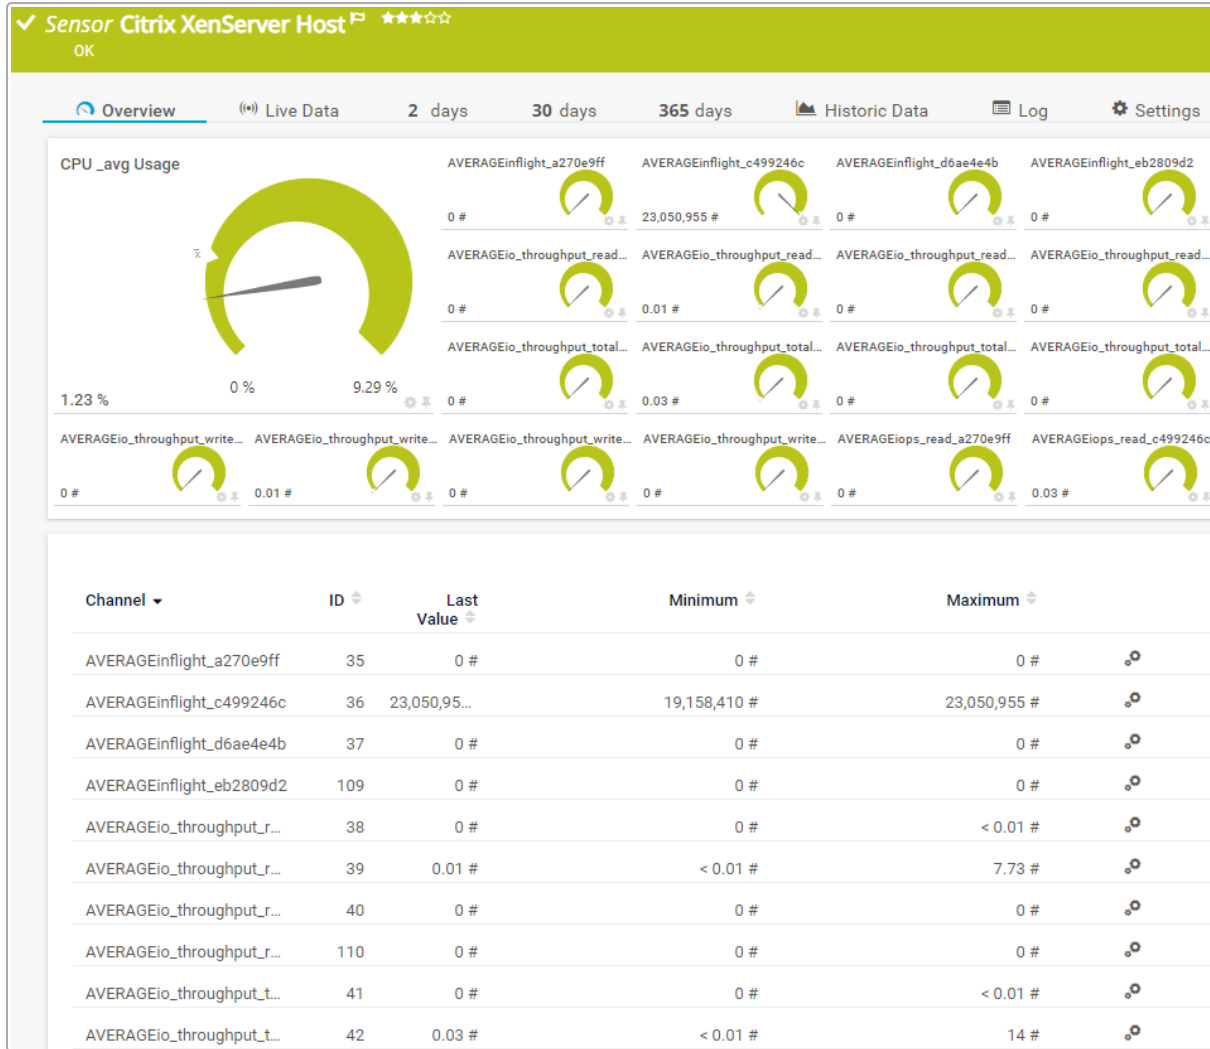 Sensor Citrix XenServer Host
OK
Overview Live Data 2 days 30 days 365 days Historic Data Log Settings
CPU _avg Usage
x̄
0 %
9.29 %
1.23 %
AVERAGEinflight_a270e9ff AVERAGEinflight_c499246c AVERAGEinflight_d6ae4e4b AVERAGEinflight_eb2809d2
0 # 23,050,955 # 0 # 0 #
AVERAGEio_throughput_read... AVERAGEio_throughput_read... AVERAGEio_throughput_read... AVERAGEio_throughput_read...
0 # 0.01 # 0 # 0 #
AVERAGEio_throughput_total... AVERAGEio_throughput_total... AVERAGEio_throughput_total... AVERAGEio_throughput_total...
0 # 0.03 # 0 # 0 #
AVERAGEio_throughput_write... AVERAGEio_throughput_write... AVERAGEio_throughput_write... AVERAGEio_throughput_write... AVERAGEiops_read_a270e9ff AVERAGEiops_read_c499246c
0 # 0.01 # 0 # 0 # 0 # 0.03 #
Channel ID Last Value Minimum Maximum
AVERAGEinflight_a270e9ff 35 0 # 0 # 0 #
AVERAGEinflight_c499246c 36 23,050,95... 19,158,410 # 23,050,955 #
AVERAGEinflight_d6ae4e4b 37 0 # 0 # 0 #
AVERAGEinflight_eb2809d2 109 0 # 0 # 0 #
AVERAGEio_throughput_r... 38 0 # 0 # < 0.01 #
AVERAGEio_throughput_r... 39 0.01 # < 0.01 # 7.73 #
AVERAGEio_throughput_r... 40 0 # 0 # 0 #
AVERAGEio_throughput_r... 110 0 # 0 # 0 #
AVERAGEio_throughput_t... 41 0 # 0 # < 0.01 #
AVERAGEio_throughput_t... 42 0.03 # < 0.01 # 14 #